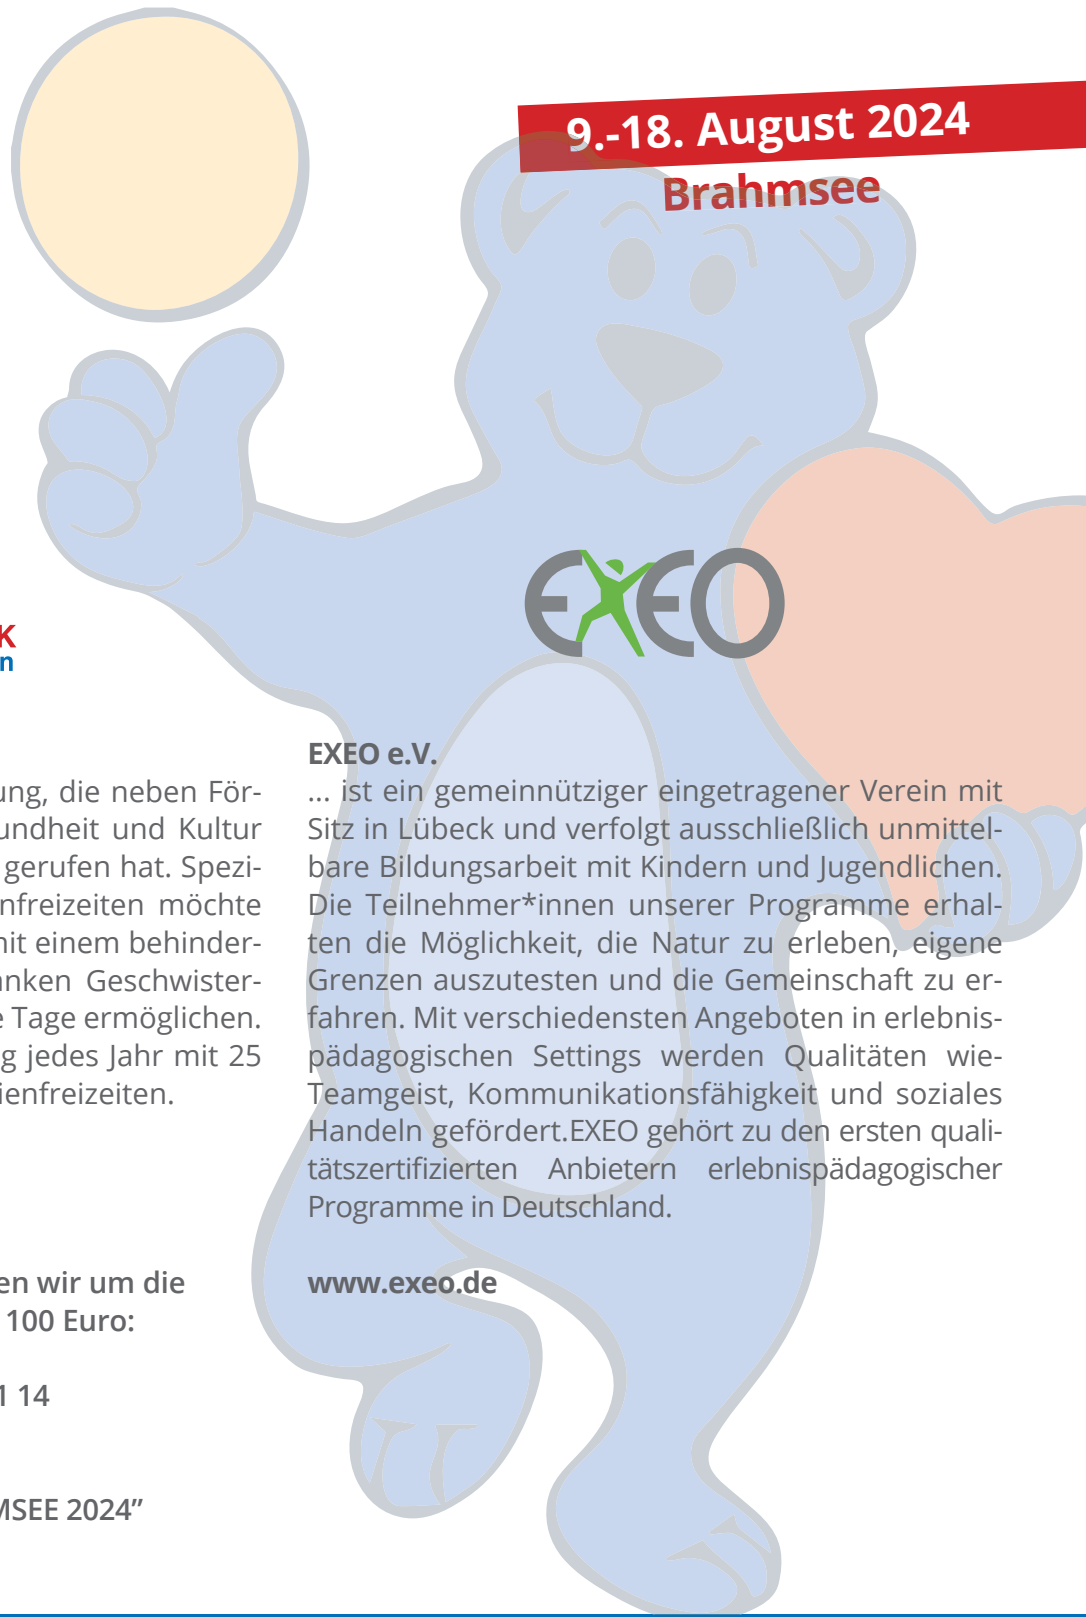 9.-18. August 2024
Brahmsee
EXEO
K
n
ung, die neben För-
undheit und Kultur
gerufen hat. Spezi-
nfreizeiten möchte
mit einem behinder-
anken Geschwister-
e Tage ermöglichen.
g jedes Jahr mit 25
ienfreizeiten.
en wir um die
100 Euro:
1 14
MSEE 2024”
EXEO e.V.
... ist ein gemeinnütziger eingetragener Verein mit
Sitz in Lübeck und verfolgt ausschließlich unmittel-
bare Bildungsarbeit mit Kindern und Jugendlichen.
Die Teilnehmer*innen unserer Programme erhal-
ten die Möglichkeit, die Natur zu erleben, eigene
Grenzen auszutesten und die Gemeinschaft zu er-
fahren. Mit verschiedensten Angeboten in erlebnis-
pädagogischen Settings werden Qualitäten wie-
Teamgeist, Kommunikationsfähigkeit und soziales
Handeln gefördert.EXEO gehört zu den ersten quali-
tätszertifizierten Anbietern erlebnispädagogischer
Programme in Deutschland.
www.exeo.de